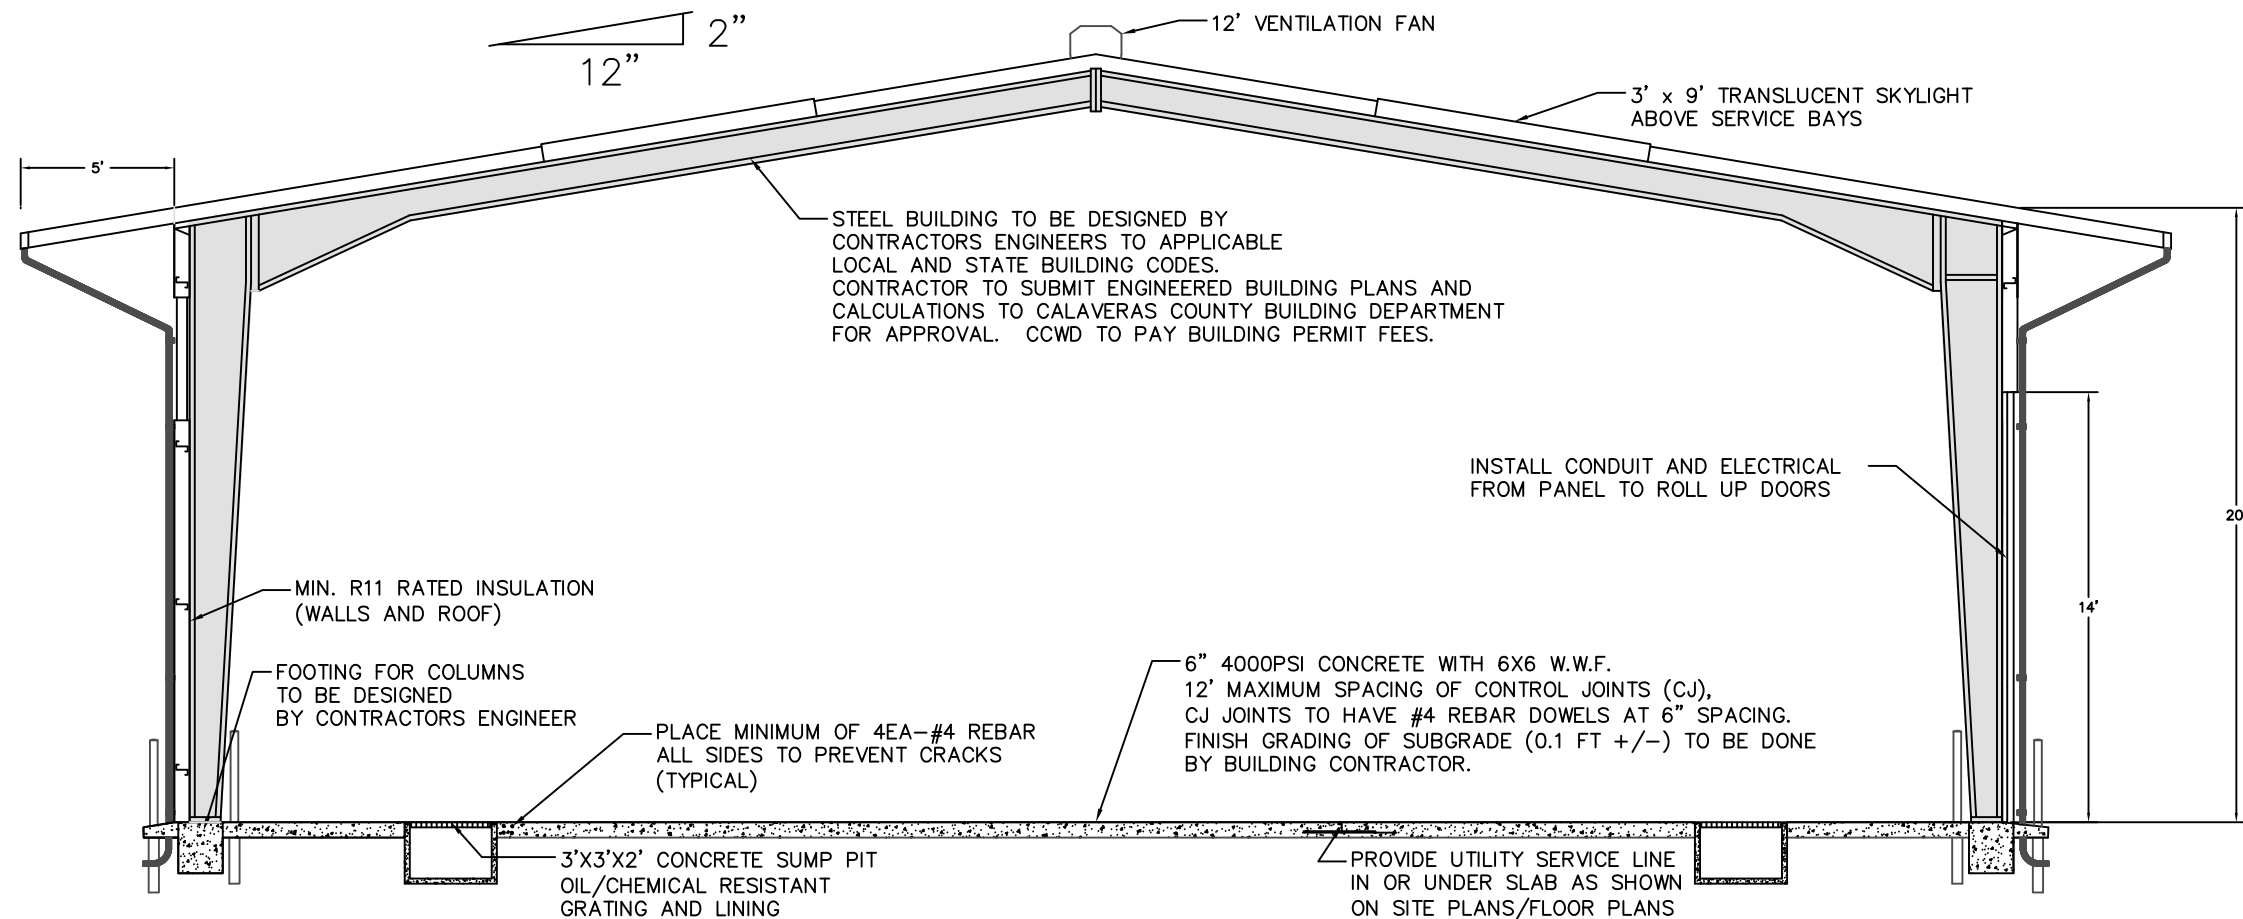 2”
12”
12’ VENTILATION FAN
3’ x 9’ TRANSLUCENT SKYLIGHT
ABOVE SERVICE BAYS
5’
STEEL BUILDING TO BE DESIGNED BY
CONTRACTORS ENGINEERS TO APPLICABLE
LOCAL AND STATE BUILDING CODES.
CONTRACTOR TO SUBMIT ENGINEERED BUILDING PLANS AND
CALCULATIONS TO CALAVERAS COUNTY BUILDING DEPARTMENT
FOR APPROVAL. CCWD TO PAY BUILDING PERMIT FEES.
INSTALL CONDUIT AND ELECTRICAL
FROM PANEL TO ROLL UP DOORS
20
14’
MIN. R11 RATED INSULATION
(WALLS AND ROOF)
FOOTING FOR COLUMNS
TO BE DESIGNED
BY CONTRACTORS ENGINEER
PLACE MINIMUM OF 4EA-#4 REBAR
ALL SIDES TO PREVENT CRACKS
(TYPICAL)
6” 4000PSI CONCRETE WITH 6X6 W.W.F.
12’ MAXIMUM SPACING OF CONTROL JOINTS (CJ),
CJ JOINTS TO HAVE #4 REBAR DOWELS AT 6” SPACING.
FINISH GRADING OF SUBGRADE (0.1 FT +/-) TO BE DONE
BY BUILDING CONTRACTOR.
3’X3’X2’ CONCRETE SUMP PIT
OIL/CHEMICAL RESISTANT
GRATING AND LINING
PROVIDE UTILITY SERVICE LINE
IN OR UNDER SLAB AS SHOWN
ON SITE PLANS/FLOOR PLANS